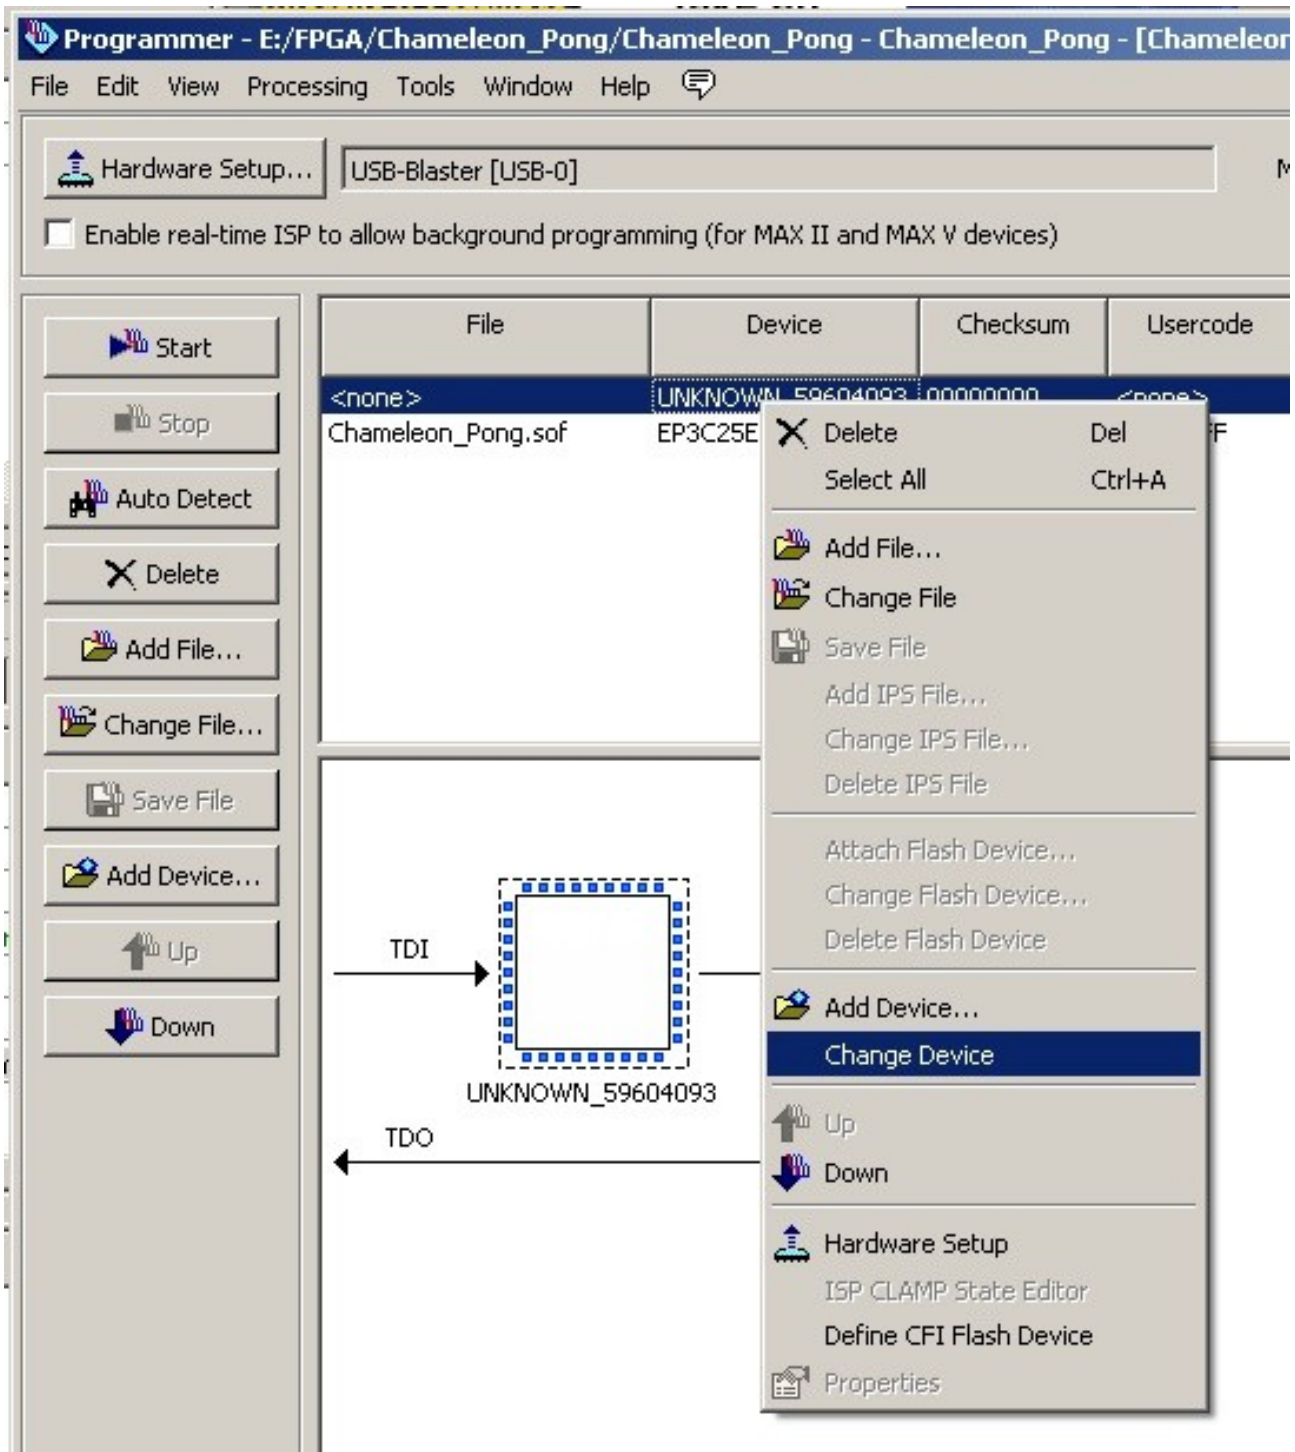 Programmer - E:/FPGA/Chameleon_Pong/Chameleon_Pong - Chameleon_Pong - [Chameleon
File Edit View Processing Tools Window Help
Hardware Setup... USB-Blaster [USB-0]
Enable real-time ISP to allow background programming (for MAX II and MAX V devices)
Start
Stop
Auto Detect
Delete
Add File...
Change File...
Save File
Add Device...
Up
Down
File Device Checksum Usercode
<none> UNKNOWN_59604093 00000000 <none>
Chameleon_Pong.sof EP3C25E FF
Delete Del
Select All Ctrl+A
Add File...
Change File
Save File
Add IPS File...
Change IPS File...
Delete IPS File
Attach Flash Device...
Change Flash Device...
Delete Flash Device
Add Device...
Change Device
Up
Down
Hardware Setup
ISP CLAMP State Editor
Define CFI Flash Device
Properties
TDI
UNKNOWN_59604093
TDO